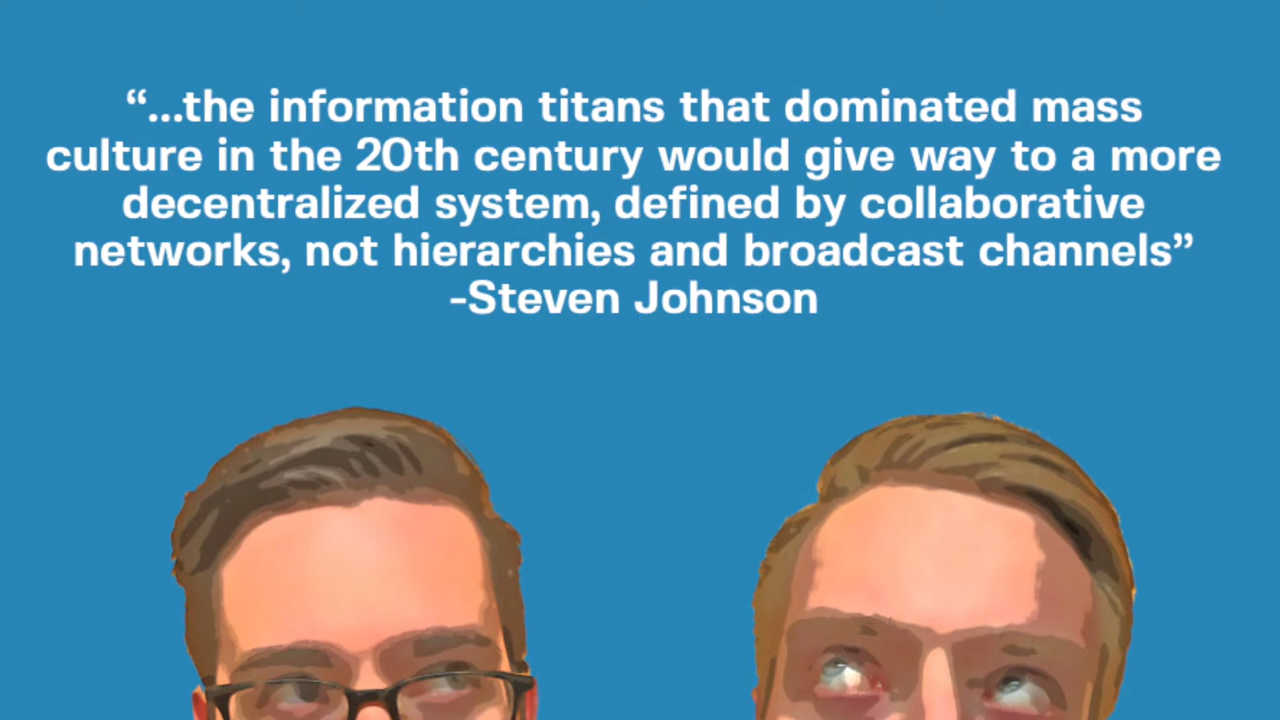 “...the information titans that dominated mass
culture in the 20th century would give way to a more
decentralized system, defined by collaborative
networks, not hierarchies and broadcast channels”
-Steven Johnson